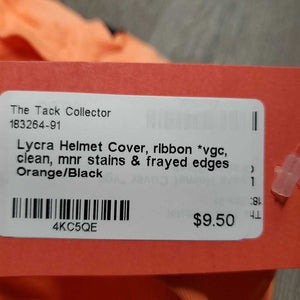 The Tack Collector
183264-91
Lycra Helmet Cover, ribbon *vgc,
clean, mnr stains & frayed edges
Orange/Black
4KC5QE
$9.50